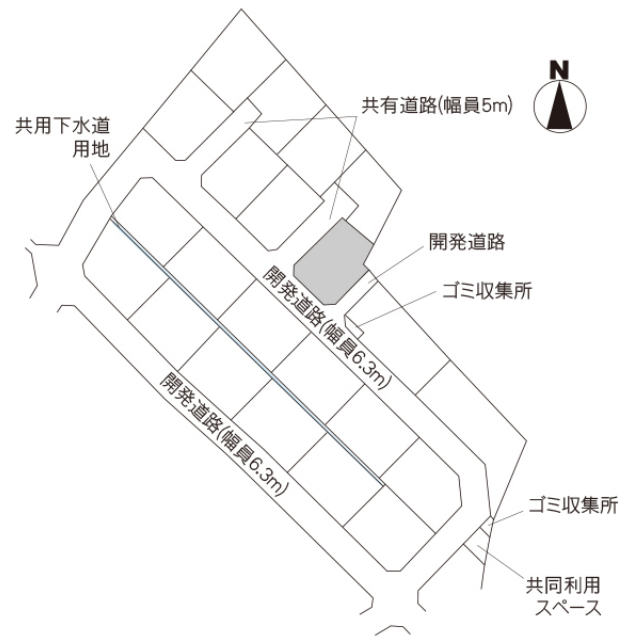 N
共有道路(幅員5m)
共用下水道
用地
開発道路
ゴミ収集所
開発道路(幅員6.3m)
開発道路(幅員6.3m)
ゴミ収集所
共同利用
スペース